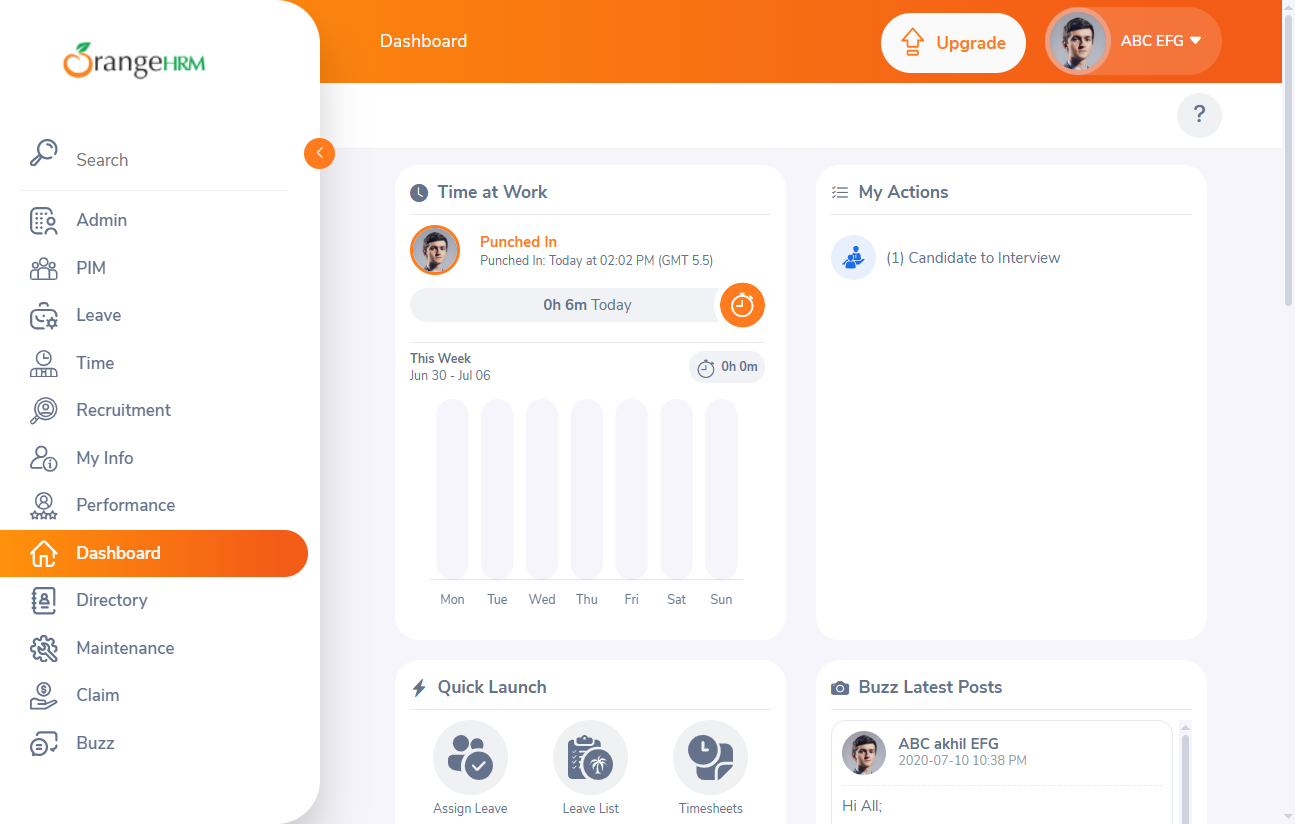 OrangeHRM
Search
Admin
PIM
Leave
Time
Recruitment
My Info
Performance
Dashboard
Directory
Maintenance
Claim
Buzz
Dashboard
Upgrade
ABC EFG
?
Time at Work
Punched In
Punched In: Today at 02:02 PM (GMT 5.5)
0h 6m Today
This Week
Jun 30 - Jul 06
0h 0m
Mon Tue Wed Thu Fri Sat Sun
My Actions
(1) Candidate to Interview
Quick Launch
Assign Leave
Leave List
Timesheets
Buzz Latest Posts
ABC akhil EFG
2020-07-10 10:38 PM
Hi All;